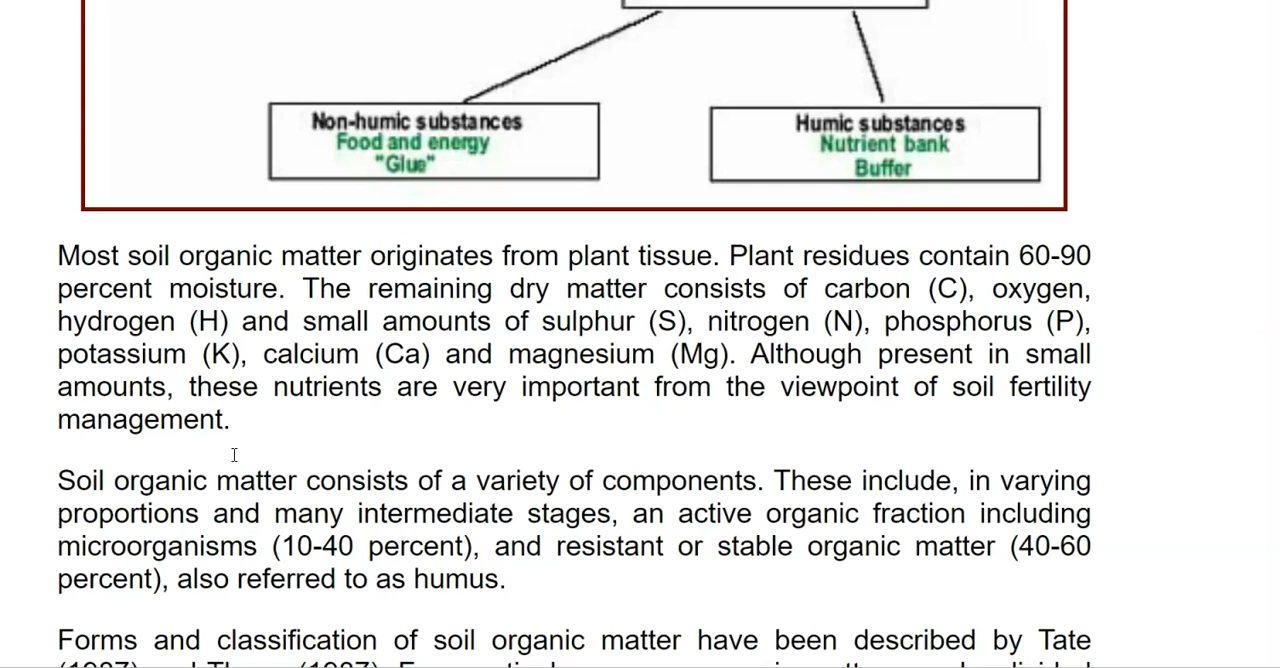 Non-humic substances
Food and energy
"Glue"
Humic substances
Nutrient bank
Buffer
Most soil organic matter originates from plant tissue. Plant residues contain 60-90
percent moisture. The remaining dry matter consists of carbon (C), oxygen,
hydrogen (H) and small amounts of sulphur (S), nitrogen (N), phosphorus (P),
potassium (K), calcium (Ca) and magnesium (Mg). Although present in small
amounts, these nutrients are very important from the viewpoint of soil fertility
management.
Soil organic matter consists of a variety of components. These include, in varying
proportions and many intermediate stages, an active organic fraction including
microorganisms (10-40 percent), and resistant or stable organic matter (40-60
percent), also referred to as humus.
Forms and classification of soil organic matter have been described by Tate